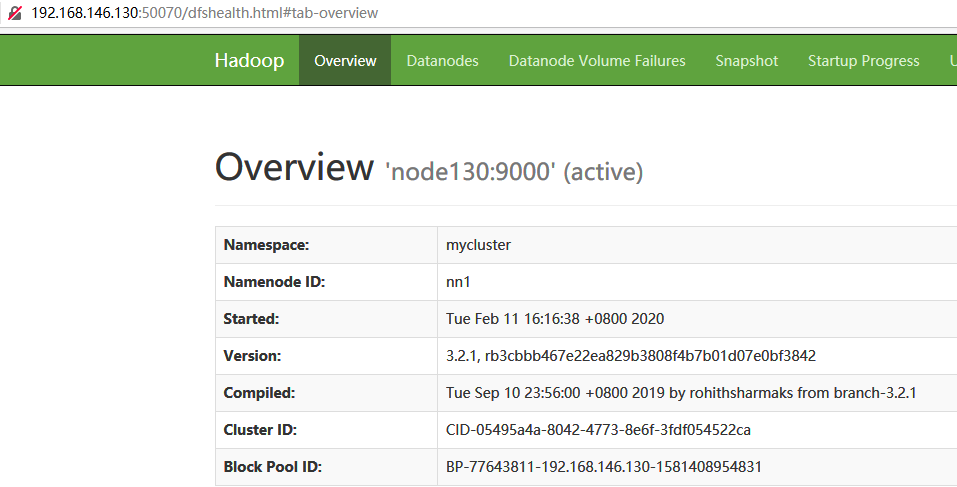 192.168.146.130:50070/dfshealth.html#tab-overview
Hadoop Overview Datanodes Datanode Volume Failures Snapshot Startup Progress
Overview 'node130:9000' (active)
Namespace: mycluster
Namenode ID: nn1
Started: Tue Feb 11 16:16:38 +0800 2020
Version: 3.2.1, rb3cbbb467e22ea829b3808f4b7b01d07e0bf3842
Compiled: Tue Sep 10 23:56:00 +0800 2019 by rohithsharmaks from branch-3.2.1
Cluster ID: CID-05495a4a-8042-4773-8e6f-3fdf054522ca
Block Pool ID: BP-77643811-192.168.146.130-1581408954831